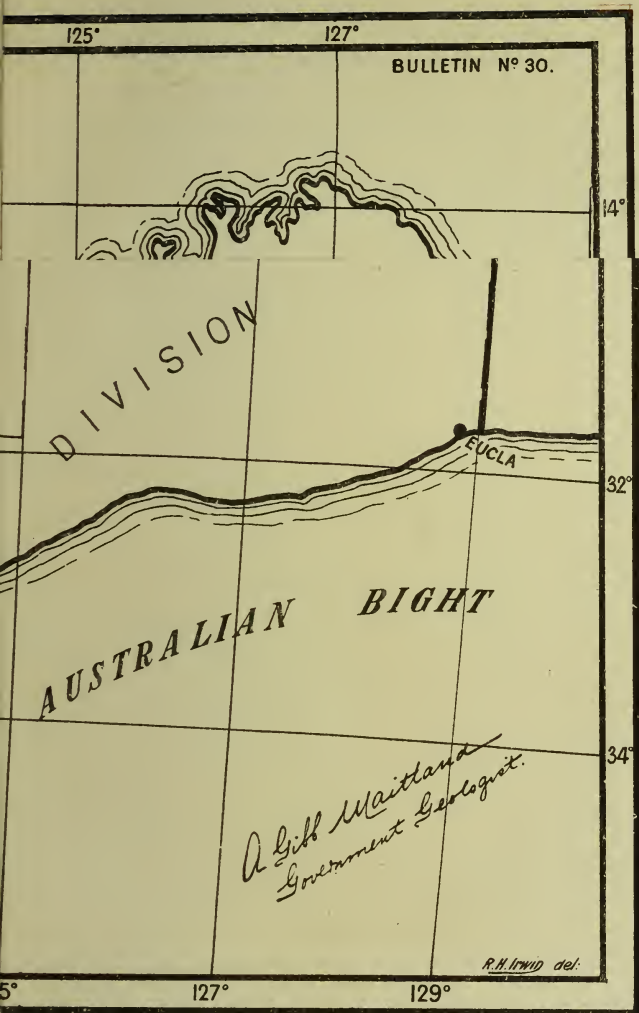 125° 127°
BULLETIN Nº 30.
14°
DIVISION
EUCLA
32°
AUSTRALIAN BIGHT
34°
A Gibb Maitland
Government Geologist.
R.H. Irwin del:
5° 127° 129°